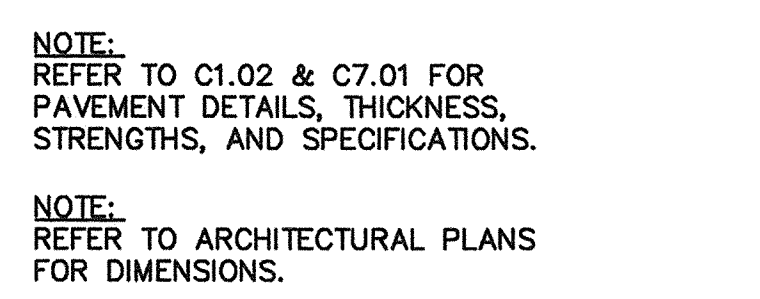 NOTE:
REFER TO C1.02 & C7.01 FOR
PAVEMENT DETAILS, THICKNESS,
STRENGTHS, AND SPECIFICATIONS.
NOTE:
REFER TO ARCHITECTURAL PLANS
FOR DIMENSIONS.